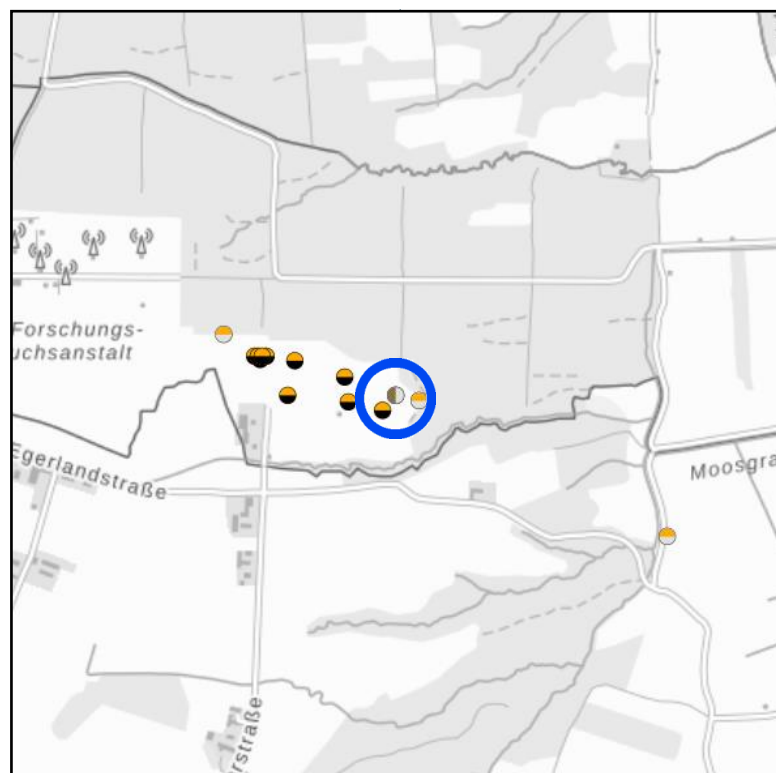 Forschungs-
uchsanstalt
Egerlandstraße
Moosgra
rstraße